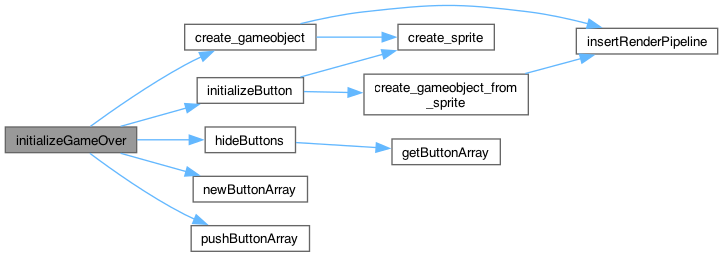 create_gameobject
create_sprite
insertRenderPipeline
initializeButton
create_gameobject_from
_sprite
initializeGameOver
hideButtons
getButtonArray
newButtonArray
pushButtonArray